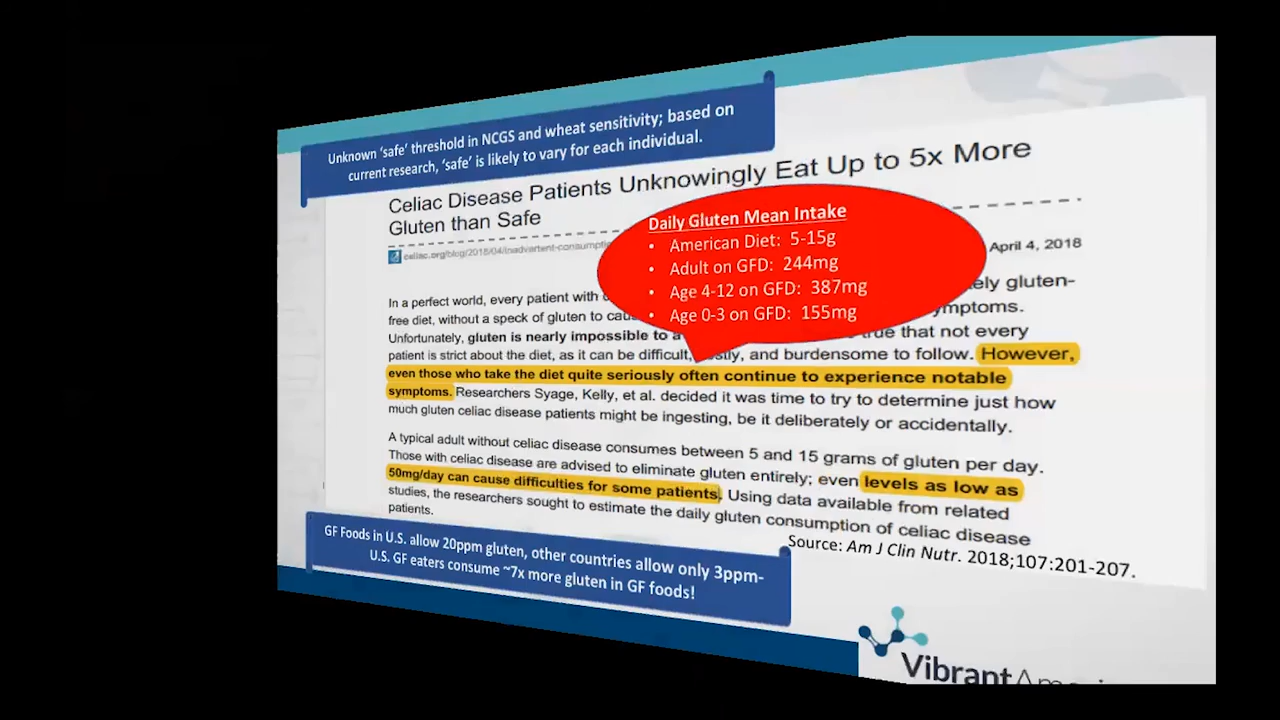 Unknown ‘safe’ threshold in NCGS and wheat sensitivity; based on
current research, ‘safe’ is likely to vary for each individual.
Celiac Disease Patients Unknowingly Eat Up to 5x More
Gluten than Safe
celiac.org/blog/2018/04/inadvertent-consumptio
April 4, 2018
Daily Gluten Mean Intake
• American Diet: 5-15g
• Adult on GFD: 244mg
• Age 4-12 on GFD: 387mg
• Age 0-3 on GFD: 155mg
In a perfect world, every patient with ely gluten-
free diet, without a speck of gluten to cau ymptoms.
Unfortunately, gluten is nearly impossible to a true that not every
patient is strict about the diet, as it can be difficult, and burdensome to follow. However,
even those who take the diet quite seriously often continue to experience notable
symptoms. Researchers Syage, Kelly, et al. decided it was time to try to determine just how
much gluten celiac disease patients might be ingesting, be it deliberately or accidentally.
A typical adult without celiac disease consumes between 5 and 15 grams of gluten per day.
Those with celiac disease are advised to eliminate gluten entirely; even levels as low as
50mg/day can cause difficulties for some patients. Using data available from related
studies, the researchers sought to estimate the daily gluten consumption of celiac disease
patients.
Source: Am J Clin Nutr. 2018;107:201-207.
GF Foods in U.S. allow 20ppm gluten, other countries allow only 3ppm-
U.S. GF eaters consume ~7x more gluten in GF foods!
Vibrant Ameri